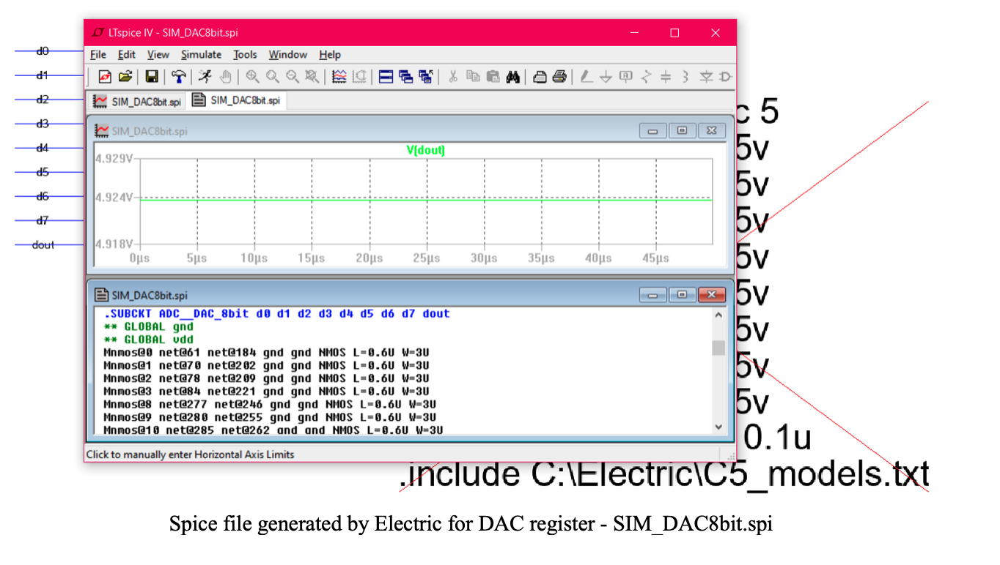 LTspice IV - SIM_DAC8bit.spi
File Edit View Simulate Tools Window Help
SIM_DAC8bit.spi SIM_DAC8bit.spi
d0
d1
d2
d3
d4
d5
d6
d7
dout
SIM_DAC8bit.spi
V(dout)
4.929V
4.924V
4.918V
0µs 5µs 10µs 15µs 20µs 25µs 30µs 35µs 40µs 45µs
SIM_DAC8bit.spi
.SUBCKT ADC__DAC_8bit d0 d1 d2 d3 d4 d5 d6 d7 dout
** GLOBAL gnd
** GLOBAL vdd
Mnmos@0 net@61 net@184 gnd gnd NMOS L=0.6U W=3U
Mnmos@1 net@70 net@202 gnd gnd NMOS L=0.6U W=3U
Mnmos@2 net@78 net@209 gnd gnd NMOS L=0.6U W=3U
Mnmos@3 net@84 net@221 gnd gnd NMOS L=0.6U W=3U
Mnmos@8 net@277 net@246 gnd gnd NMOS L=0.6U W=3U
Mnmos@9 net@280 net@255 gnd gnd NMOS L=0.6U W=3U
Mnmos@10 net@285 net@262 gnd gnd NMOS L=0.6U W=3U
Click to manually enter Horizontal Axis Limits
c 5
5v
5v
5v
5v
5v
5v
5v
5v
0.1u
.include C:\Electric\C5_models.txt
Spice file generated by Electric for DAC register - SIM_DAC8bit.spi